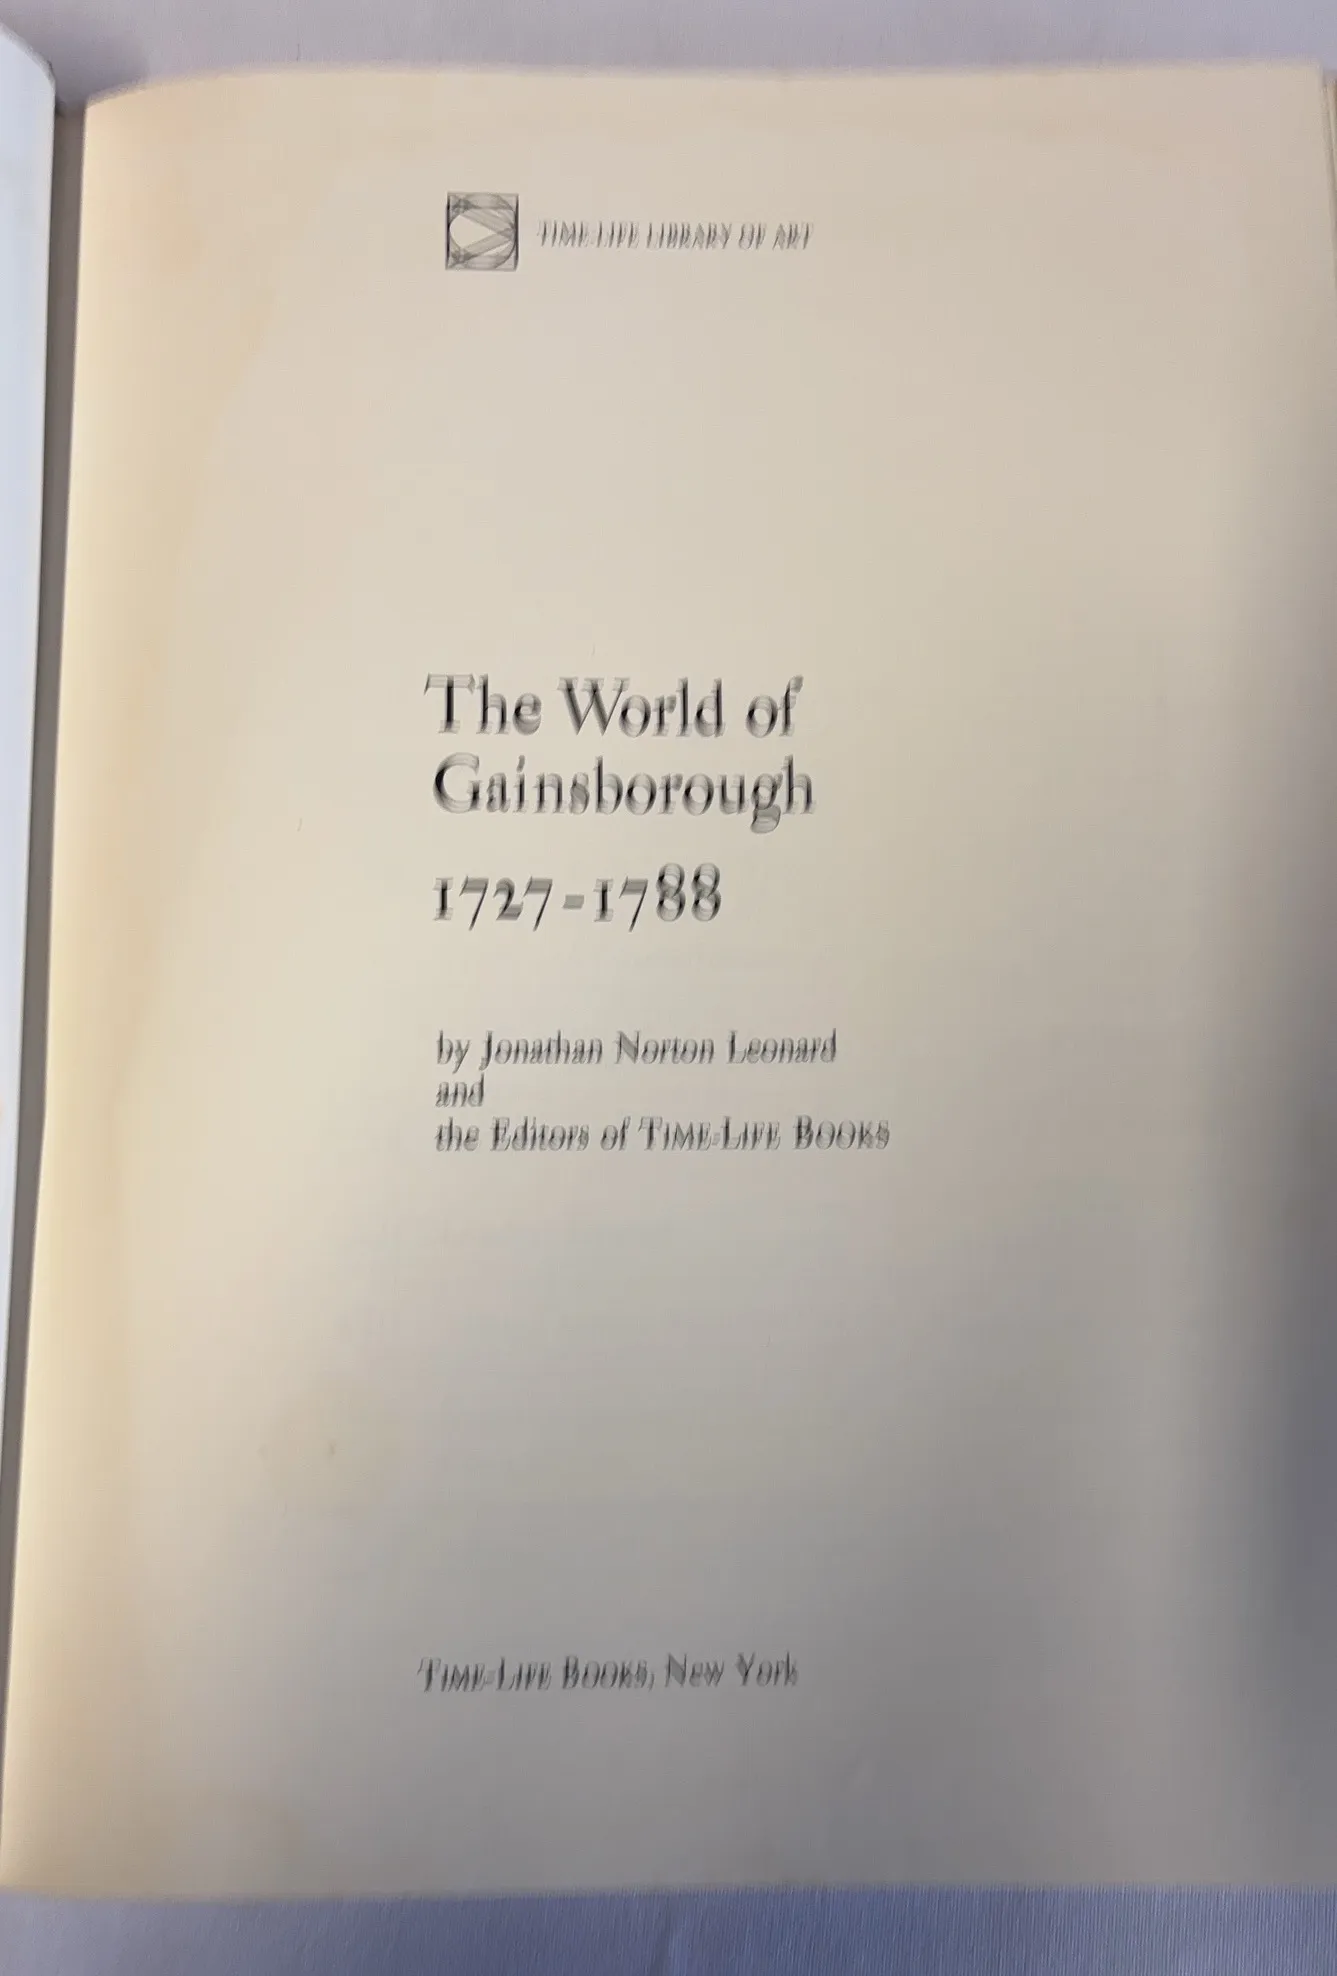 TIME-LIFE LIBRARY OF ART
The World of
Gainsborough
1727-1788
by Jonathan Norton Leonard
and
the Editors of TIME-LIFE BOOKS
TIME-LIFE BOOKS, New York